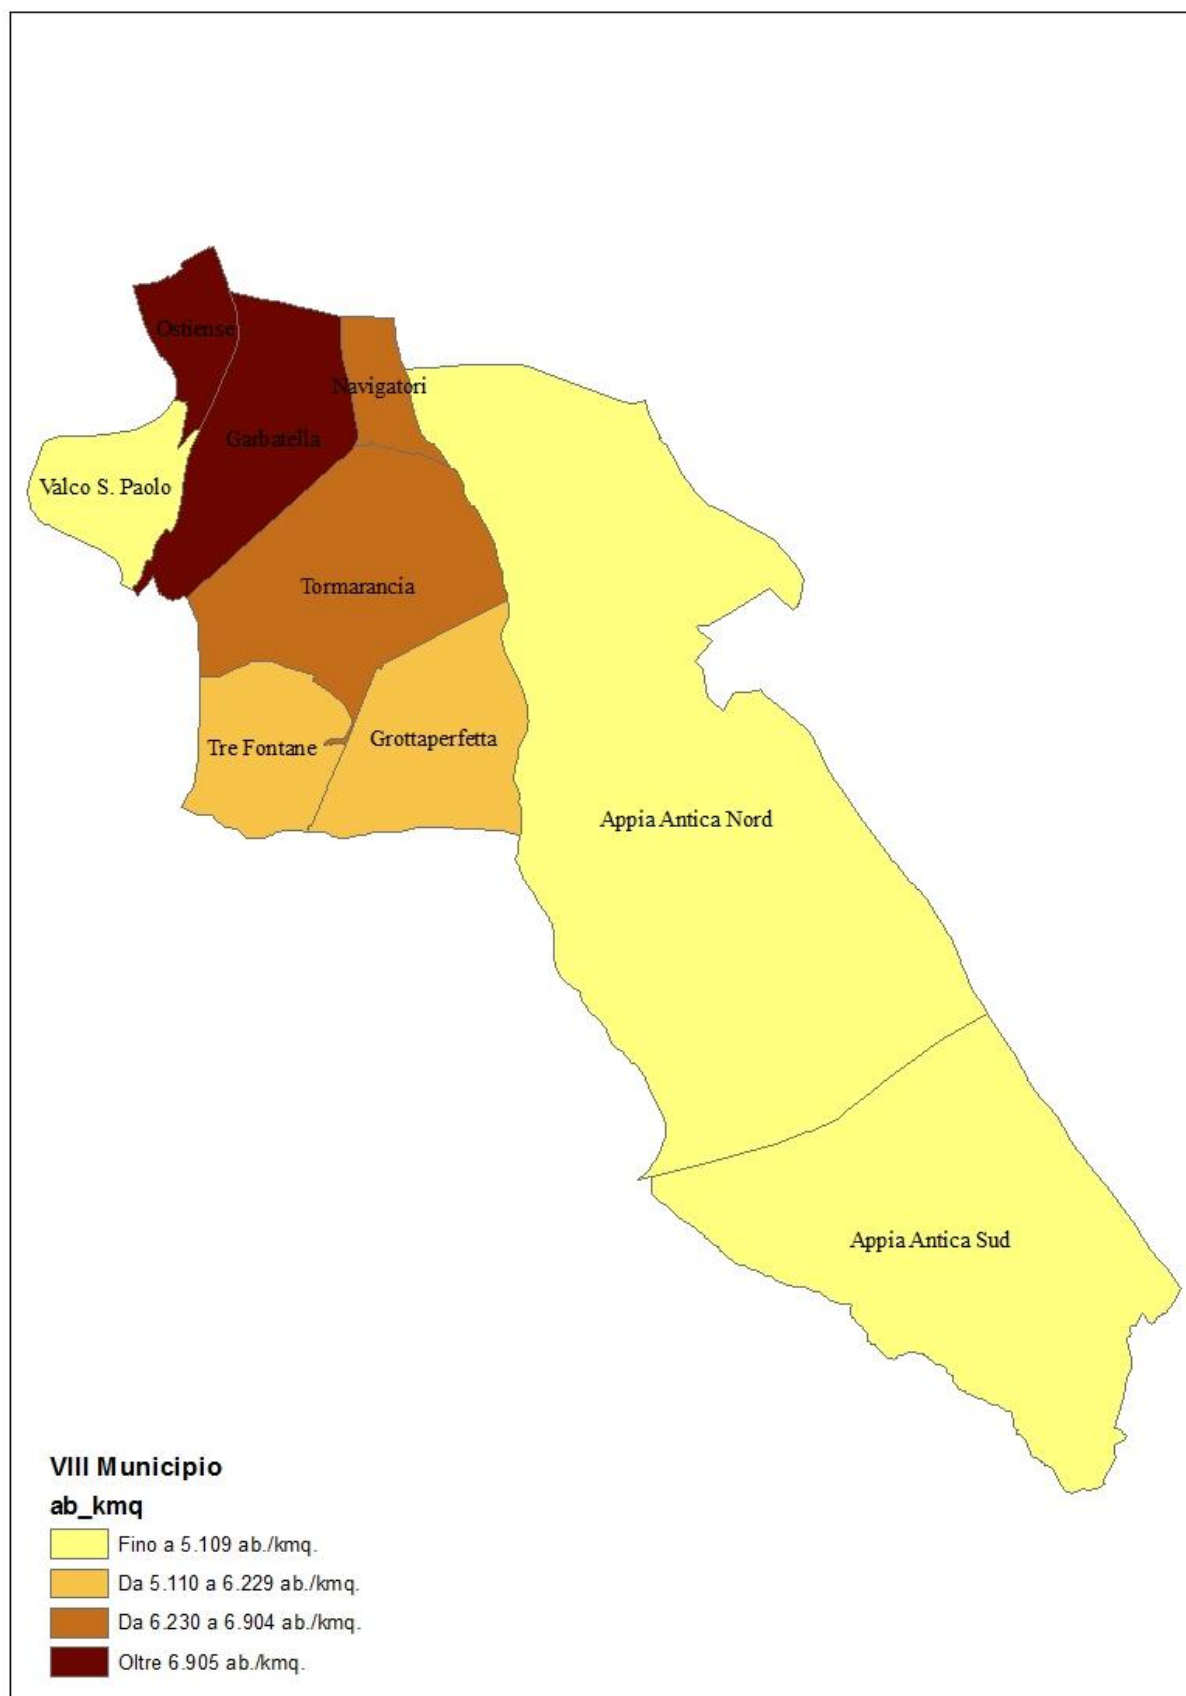 Ostiense
Navigatori
Garbatella
Valco S. Paolo
Tormarancia
Grottaperfetta
Tre Fontane
Appia Antica Nord
Appia Antica Sud
VIII Municipio
ab_kmq
Fino a 5.109 ab./kmq.
Da 5.110 a 6.229 ab./kmq.
Da 6.230 a 6.904 ab./kmq.
Oltre 6.905 ab./kmq.